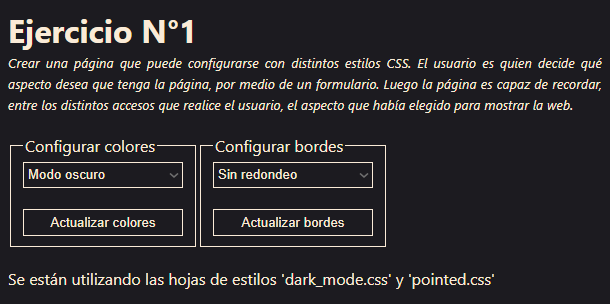 Ejercicio N°1
Crear una página que puede configurarse con distintos estilos CSS. El usuario es quien decide qué
aspecto desea que tenga la página, por medio de un formulario. Luego la página es capaz de recordar,
entre los distintos accesos que realice el usuario, el aspecto que había elegido para mostrar la web.
Configurar colores
Modo oscuro
Actualizar colores
Configurar bordes
Sin redondeo
Actualizar bordes
Se están utilizando las hojas de estilos 'dark_mode.css' y 'pointed.css'